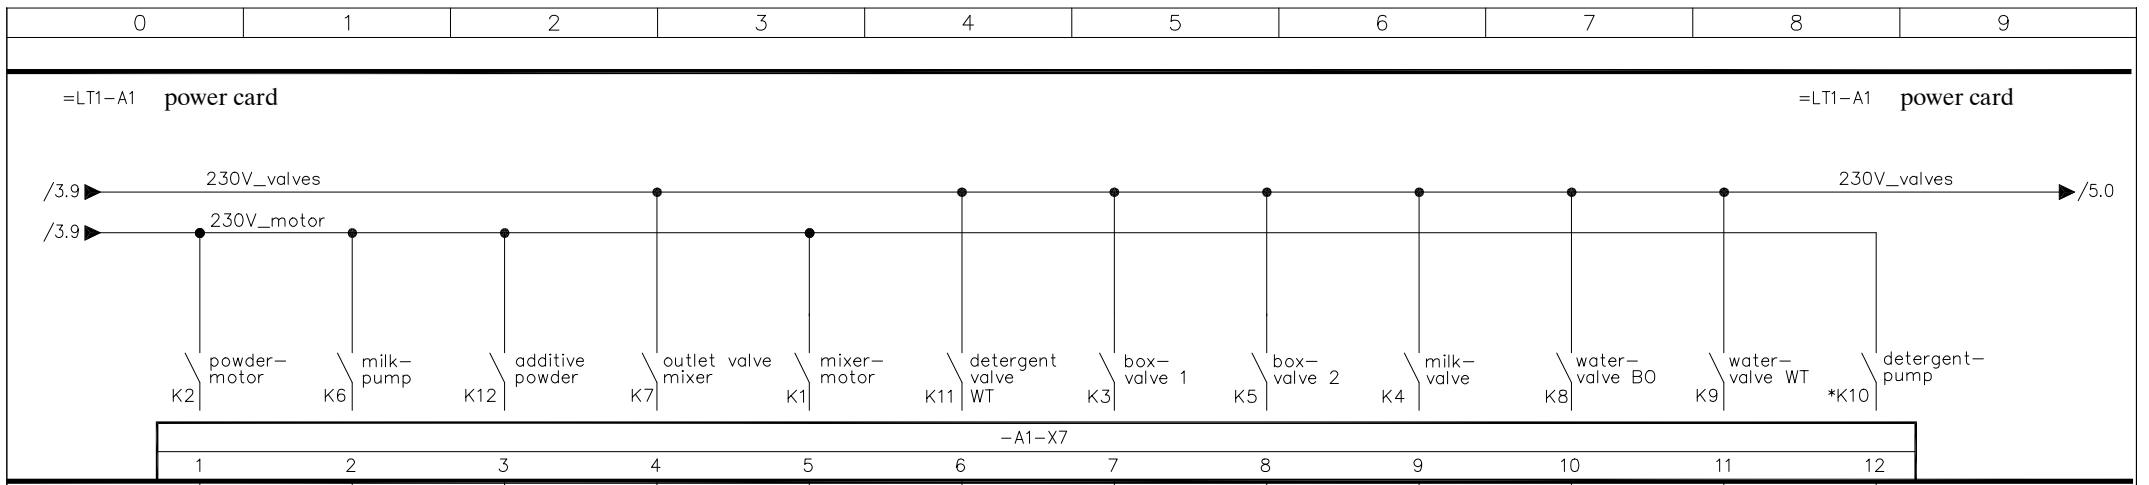 0 1 2 3 4 5 6 7 8 9
=LT1-A1 power card =LT1-A1 power card
/3.9 230V_valves 230V_valves /5.0
/3.9 230V_motor
powder-
motor
K2
milk-
pump
K6
additive
powder
K12
outlet valve
mixer
K7
mixer-
motor
K1
detergent
valve
WT
K11
box-
valve 1
K3
box-
valve 2
K5
milk-
valve
K4
water-
valve BO
K8
water-
valve WT
K9
detergent-
pump
*K10
-A1-X7
1 2 3 4 5 6 7 8 9 10 11 12